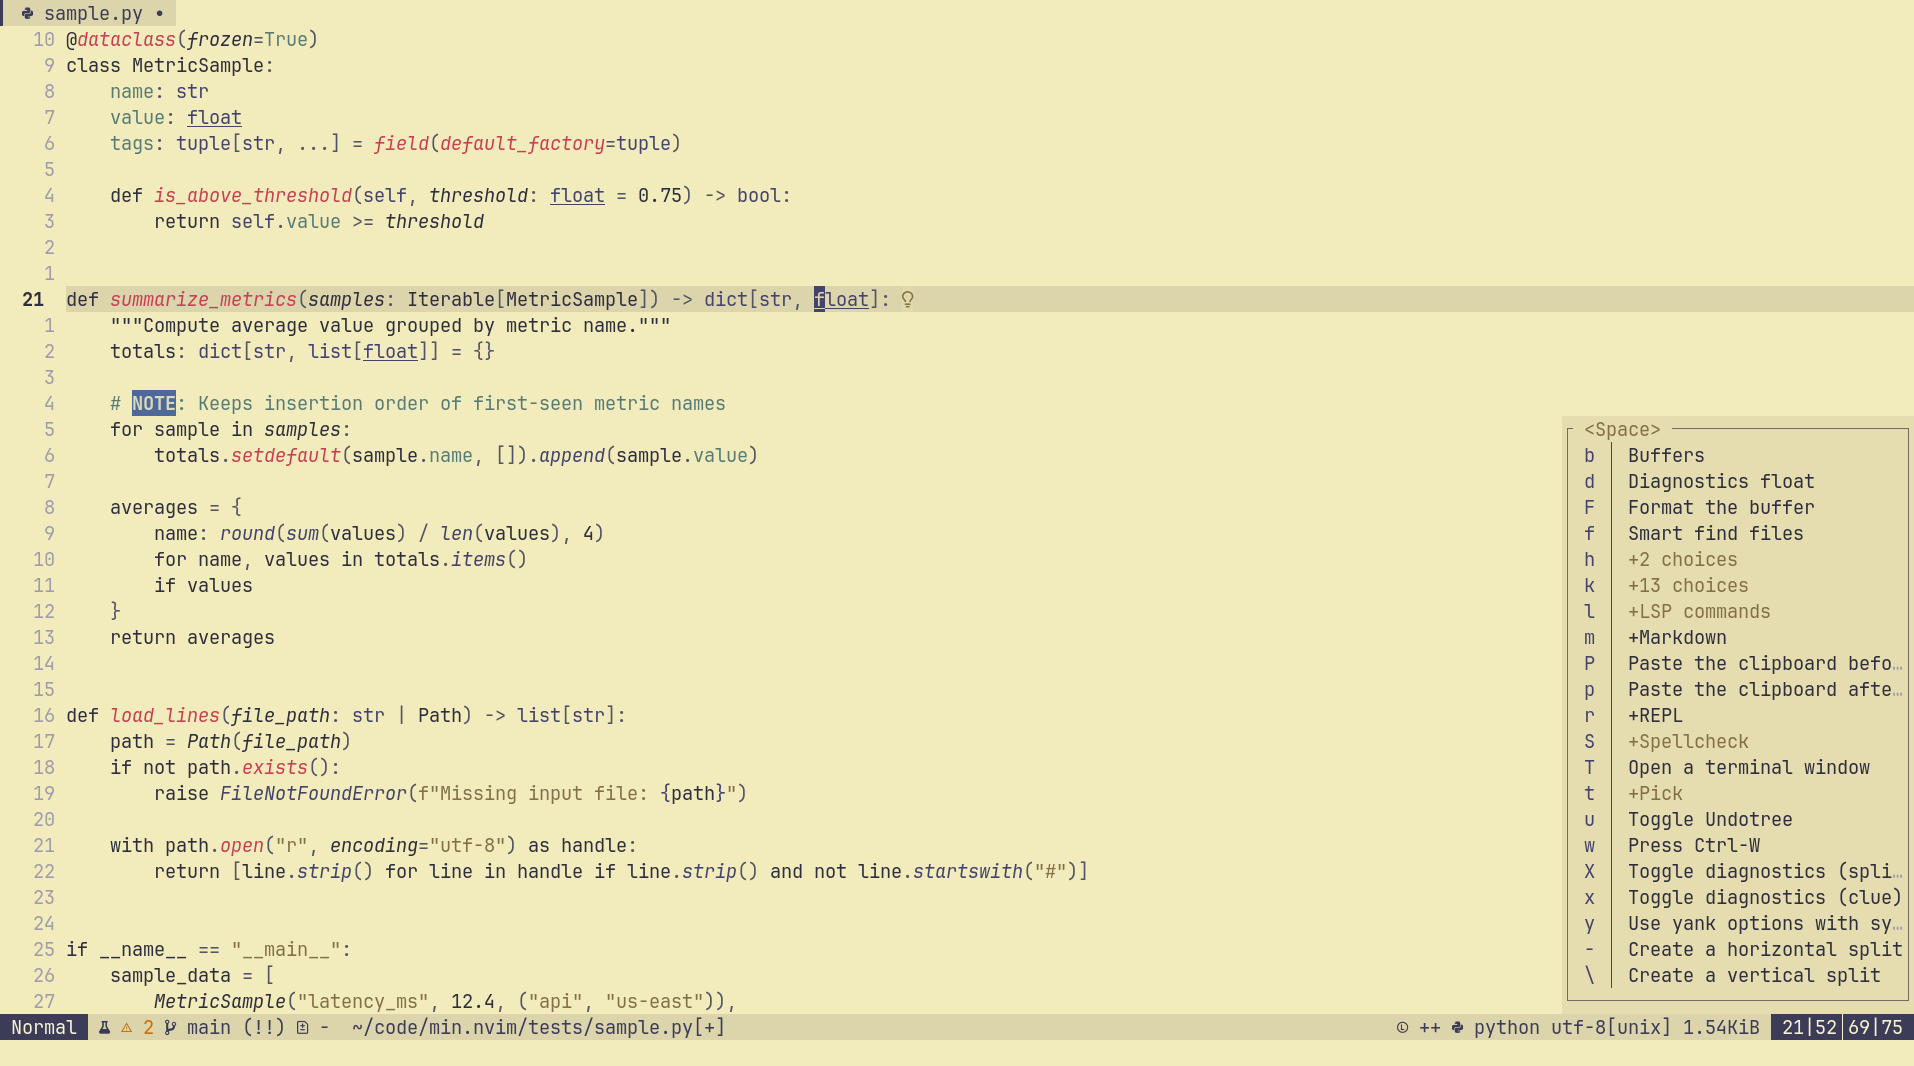 sample.py •
10 @dataclass(frozen=True)
9 class MetricSample:
8     name: str
7     value: float
6     tags: tuple[str, ...] = field(default_factory=tuple)
5
4     def is_above_threshold(self, threshold: float = 0.75) -> bool:
3         return self.value >= threshold
2
1
21 def summarize_metrics(samples: Iterable[MetricSample]) -> dict[str, float]:
1     """Compute average value grouped by metric name."""
2     totals: dict[str, list[float]] = {}
3
4     # NOTE: Keeps insertion order of first-seen metric names
5     for sample in samples:
6         totals.setdefault(sample.name, []).append(sample.value)
7
8     averages = {
9         name: round(sum(values) / len(values), 4)
10         for name, values in totals.items()
11         if values
12     }
13     return averages
14
15
16 def load_lines(file_path: str | Path) -> list[str]:
17     path = Path(file_path)
18     if not path.exists():
19         raise FileNotFoundError(f"Missing input file: {path}")
20
21     with path.open("r", encoding="utf-8") as handle:
22         return [line.strip() for line in handle if line.strip() and not line.startswith("#")]
23
24
25 if __name__ == "__main__":
26     sample_data = [
27         MetricSample("latency_ms", 12.4, ("api", "us-east")),
<Space>
b │ Buffers
d │ Diagnostics float
F │ Format the buffer
f │ Smart find files
h │ +2 choices
k │ +13 choices
l │ +LSP commands
m │ +Markdown
P │ Paste the clipboard befo…
p │ Paste the clipboard afte…
r │ +REPL
S │ +Spellcheck
T │ Open a terminal window
t │ +Pick
u │ Toggle Undotree
w │ Press Ctrl-W
X │ Toggle diagnostics (spli…
x │ Toggle diagnostics (clue)
y │ Use yank options with sy…
- │ Create a horizontal split
\ │ Create a vertical split
Normal 2 main (!!) - ~/code/min.nvim/tests/sample.py[+] ++ python utf-8[unix] 1.54KiB 21|52 69|75